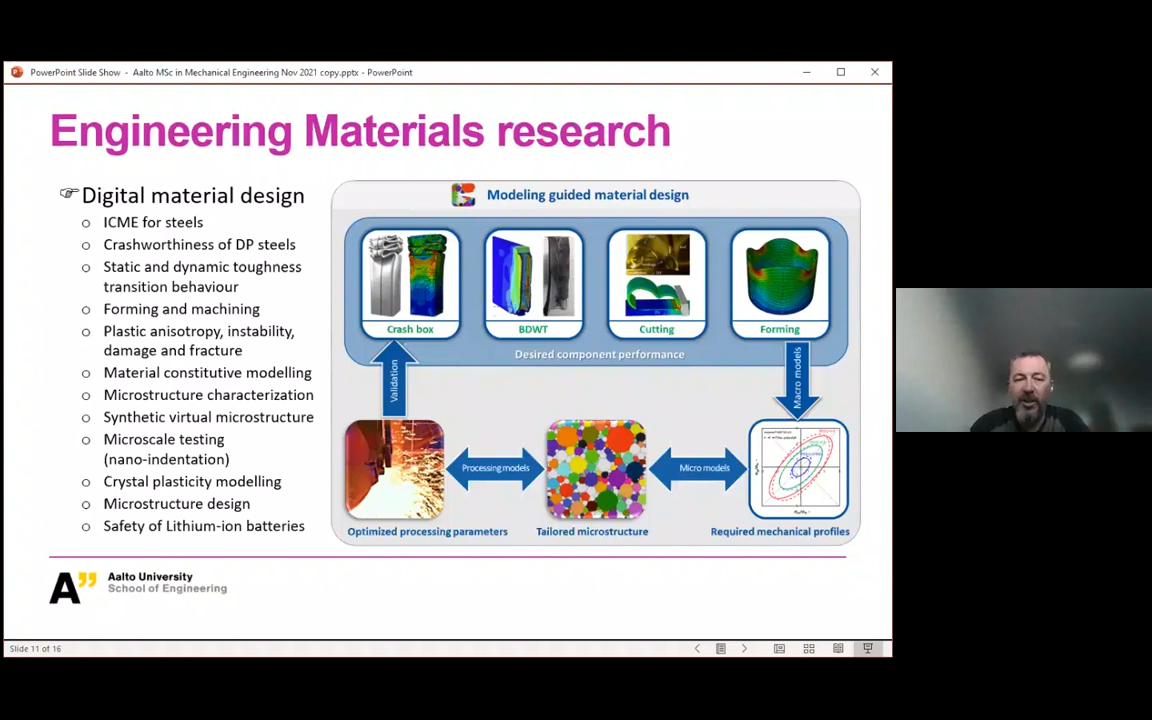 PowerPoint Slide Show - Aalto MSc in Mechanical Engineering Nov 2021 copy.pptx - PowerPoint
Engineering Materials research
Digital material design
ICME for steels
Crashworthiness of DP steels
Static and dynamic toughness
transition behaviour
Forming and machining
Plastic anisotropy, instability,
damage and fracture
Material constitutive modelling
Microstructure characterization
Synthetic virtual microstructure
Microscale testing
(nano-indentation)
Crystal plasticity modelling
Microstructure design
Safety of Lithium-ion batteries
Modeling guided material design
Crash box
BDWT
Cutting
Forming
Desired component performance
Validation
Macro models
Processing models
Micro models
Optimized processing parameters
Tailored microstructure
Required mechanical profiles
A"
Aalto University
School of Engineering
Slide 11 of 16